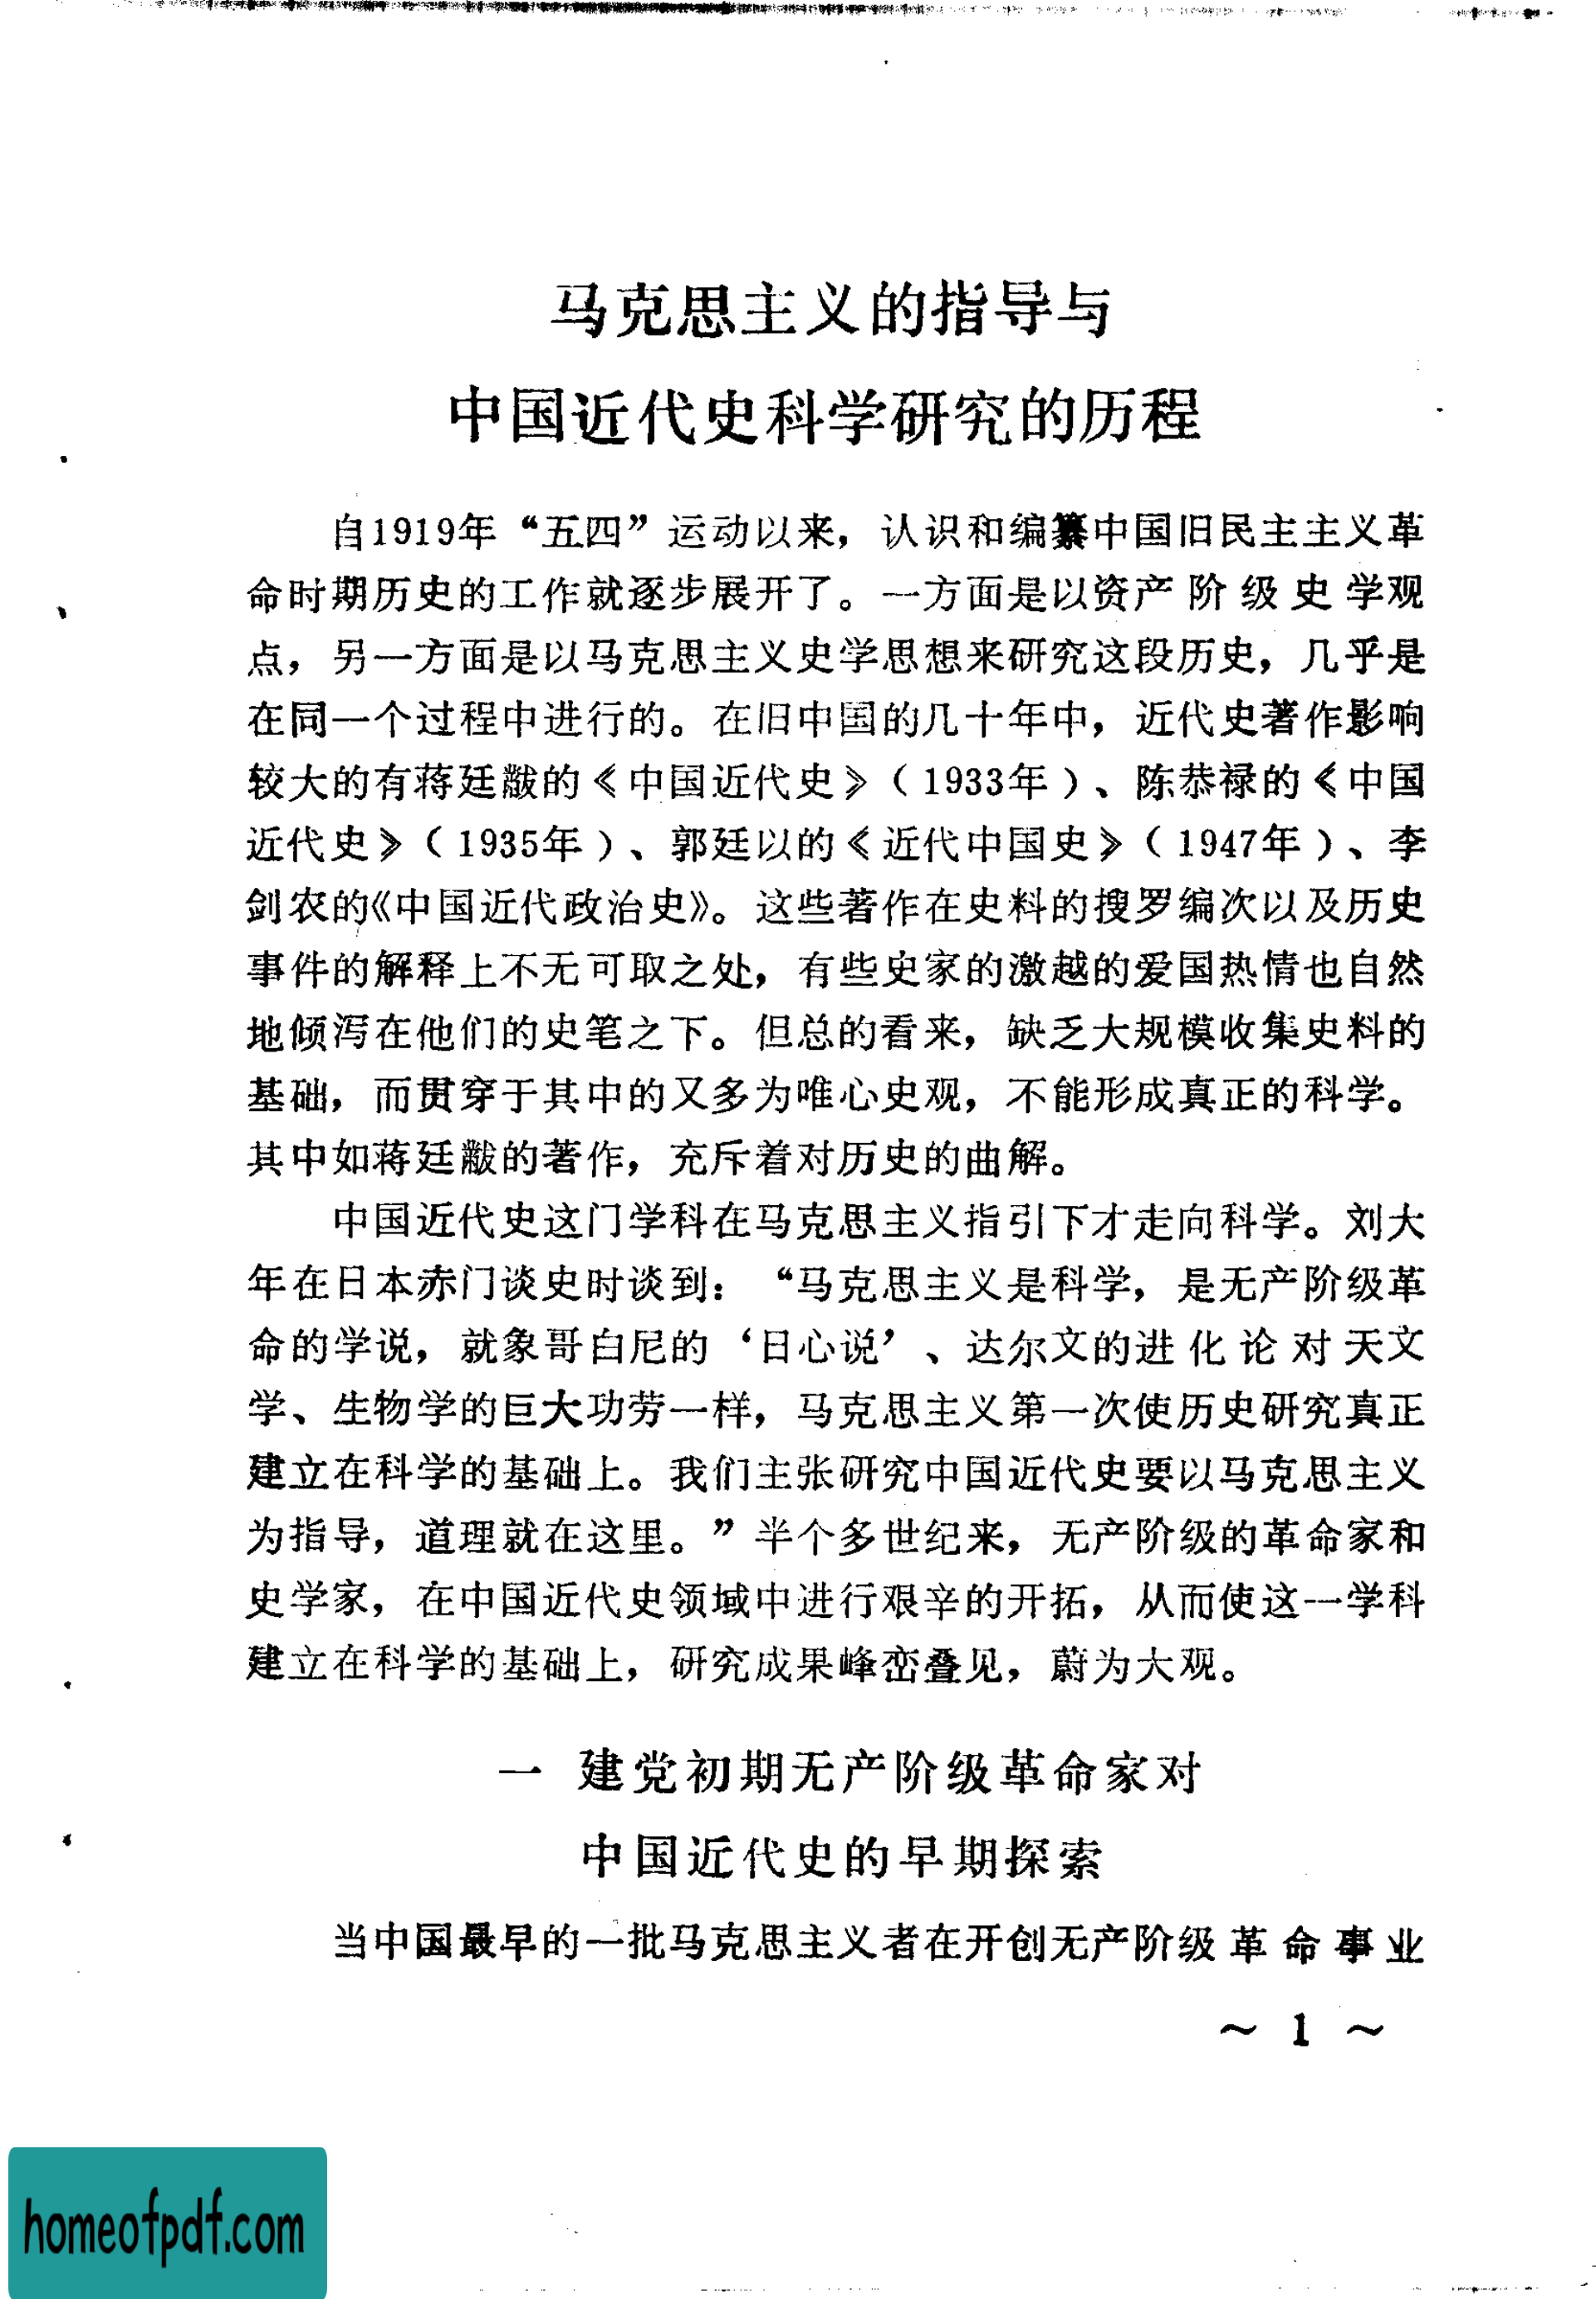 马克思主义的指导与
中国近代史科学研究的历程
自1919年“五四”运动以来，认识和编纂中国旧民主主义革
命时期历史的工作就逐步展开了。一方面是以资产阶级史学观
点，另一方面是以马克思主义史学思想来研究这段历史，几乎是
在同一个过程中进行的。在旧中国的几十年中，近代史著作影响
较大的有蒋廷黻的《中国近代史》（1933年）、陈恭禄的《中国
近代史》（1935年）、郭廷以的《近代中国史》（1947年）、李
剑农的《中国近代政治史》。这些著作在史料的搜罗编次以及历史
事件的解释上不无可取之处，有些史家的激越的爱国热情也自然
地倾泻在他们的史笔之下。但总的看来，缺乏大规模收集史料的
基础，而贯穿于其中的又多为唯心史观，不能形成真正的科学。
其中如蒋廷黻的著作，充斥着对历史的曲解。
中国近代史这门学科在马克思主义指引下才走向科学。刘大
年在日本赤门谈史时谈到：“马克思主义是科学，是无产阶级革
命的学说，就象哥白尼的‘日心说’、达尔文的进化论对天文
学、生物学的巨大功劳一样，马克思主义第一次使历史研究真正
建立在科学的基础上。我们主张研究中国近代史要以马克思主义
为指导，道理就在这里。”半个多世纪来，无产阶级的革命家和
史学家，在中国近代史领域中进行艰辛的开拓，从而使这一学科
建立在科学的基础上，研究成果峰峦叠见，蔚为大观。
一 建党初期无产阶级革命家对
中国近代史的早期探索
当中国最早的一批马克思主义者在开创无产阶级革命事业
～ 1 ～
homeofpdf.com